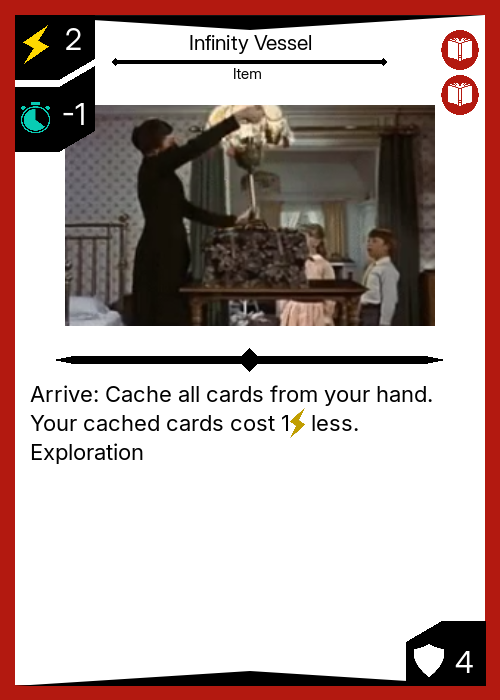 2
Infinity Vessel
Item
-1
Arrive: Cache all cards from your hand.
Your cached cards cost 1 less.
Exploration
4